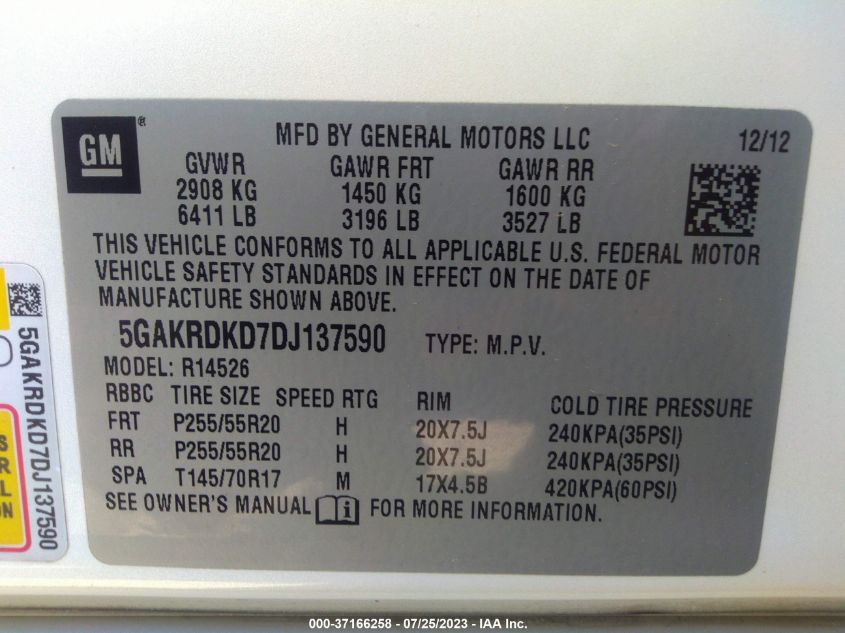 GM®
MFD BY GENERAL MOTORS LLC 12/12
GVWR GAWR FRT GAWR RR
2908 KG 1450 KG 1600 KG
6411 LB 3196 LB 3527 LB
THIS VEHICLE CONFORMS TO ALL APPLICABLE U.S. FEDERAL MOTOR
VEHICLE SAFETY STANDARDS IN EFFECT ON THE DATE OF
MANUFACTURE SHOWN ABOVE.
5GAKRDKD7DJ137590 TYPE: M.P.V.
MODEL: R14526
RBBC TIRE SIZE SPEED RTG RIM COLD TIRE PRESSURE
FRT P255/55R20 H 20X7.5J 240KPA(35PSI)
RR P255/55R20 H 20X7.5J 240KPA(35PSI)
SPA T145/70R17 M 17X4.5B 420KPA(60PSI)
SEE OWNER'S MANUAL i FOR MORE INFORMATION.
5GAKRDKD7DJ137590
000-37166258 - 07/25/2023 - IAA Inc.